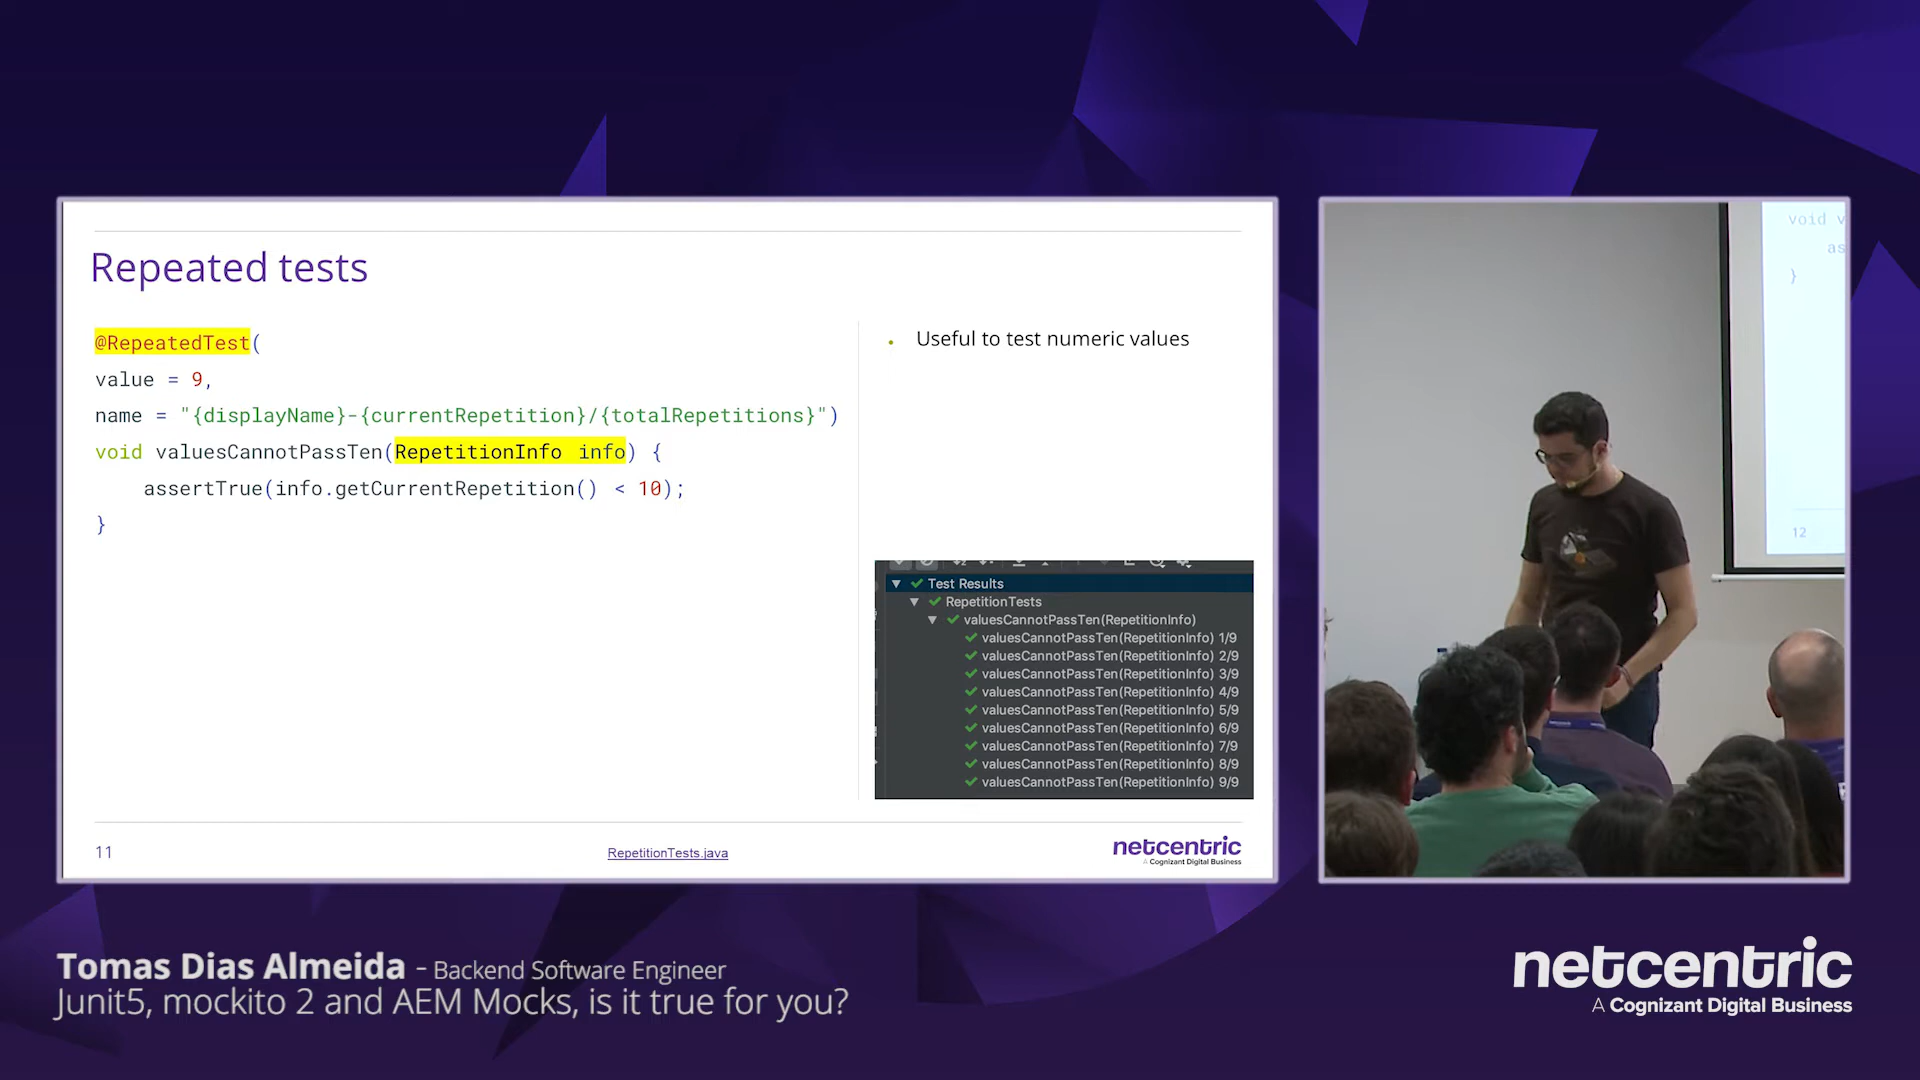 Repeated tests
@RepeatedTest(
value = 9,
name = "{displayName}-{currentRepetition}/{totalRepetitions}")
void valuesCannotPassTen(RepetitionInfo info) {
assertTrue(info.getCurrentRepetition() < 10);
}
Useful to test numeric values
Test Results
RepetitionTests
valuesCannotPassTen(RepetitionInfo)
valuesCannotPassTen(RepetitionInfo) 1/9
valuesCannotPassTen(RepetitionInfo) 2/9
valuesCannotPassTen(RepetitionInfo) 3/9
valuesCannotPassTen(RepetitionInfo) 4/9
valuesCannotPassTen(RepetitionInfo) 5/9
valuesCannotPassTen(RepetitionInfo) 6/9
valuesCannotPassTen(RepetitionInfo) 7/9
valuesCannotPassTen(RepetitionInfo) 8/9
valuesCannotPassTen(RepetitionInfo) 9/9
11
RepetitionTests.java
netcentric
A Cognizant Digital Business
void v
as
}
12
Tomas Dias Almeida - Backend Software Engineer
Junit5, mockito 2 and AEM Mocks, is it true for you?
netcentric
A Cognizant Digital Business